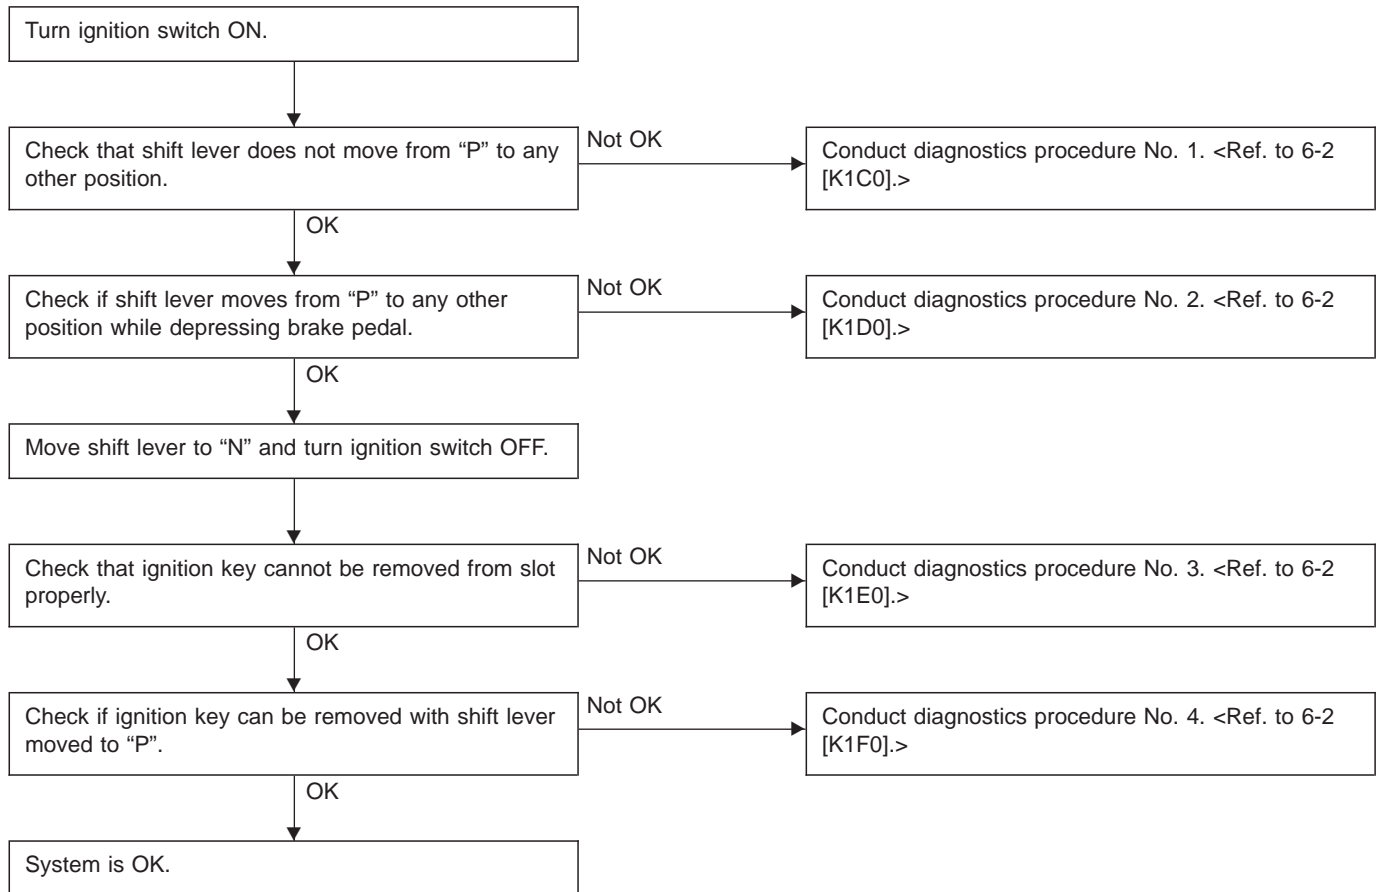 Turn ignition switch ON.
Check that shift lever does not move from “P” to any
other position.
Not OK
Conduct diagnostics procedure No. 1. <Ref. to 6-2
[K1C0].>
OK
Check if shift lever moves from “P” to any other
position while depressing brake pedal.
Not OK
Conduct diagnostics procedure No. 2. <Ref. to 6-2
[K1D0].>
OK
Move shift lever to “N” and turn ignition switch OFF.
Check that ignition key cannot be removed from slot
properly.
Not OK
Conduct diagnostics procedure No. 3. <Ref. to 6-2
[K1E0].>
OK
Check if ignition key can be removed with shift lever
moved to “P”.
Not OK
Conduct diagnostics procedure No. 4. <Ref. to 6-2
[K1F0].>
OK
System is OK.